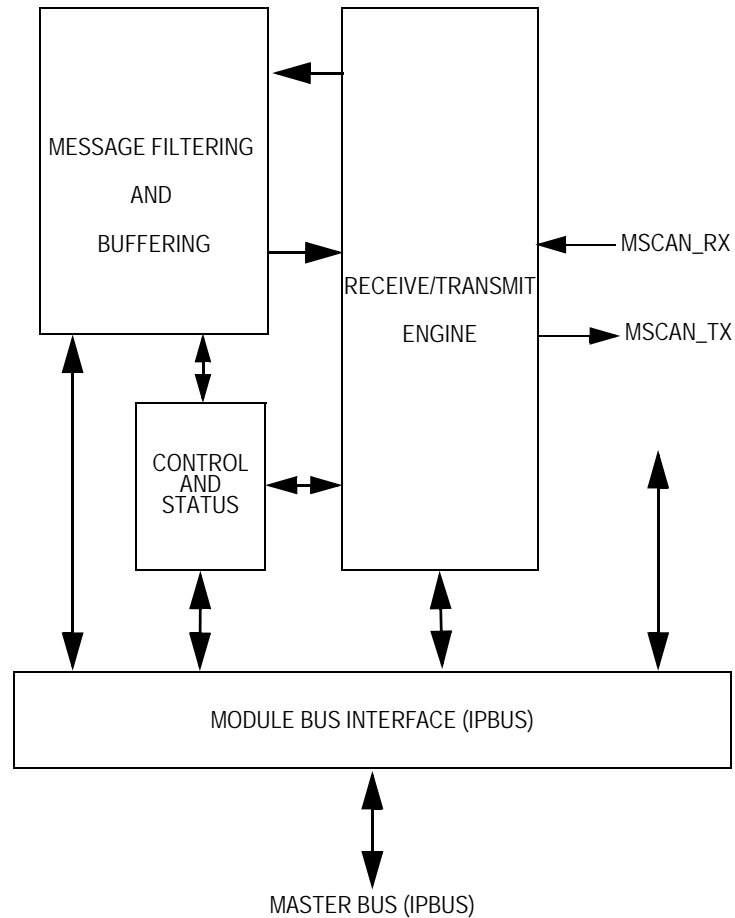 MESSAGE FILTERING
AND
BUFFERING
RECEIVE/TRANSMIT
ENGINE
MSCAN_RX
MSCAN_TX
CONTROL
AND
STATUS
MODULE BUS INTERFACE (IPBUS)
MASTER BUS (IPBUS)